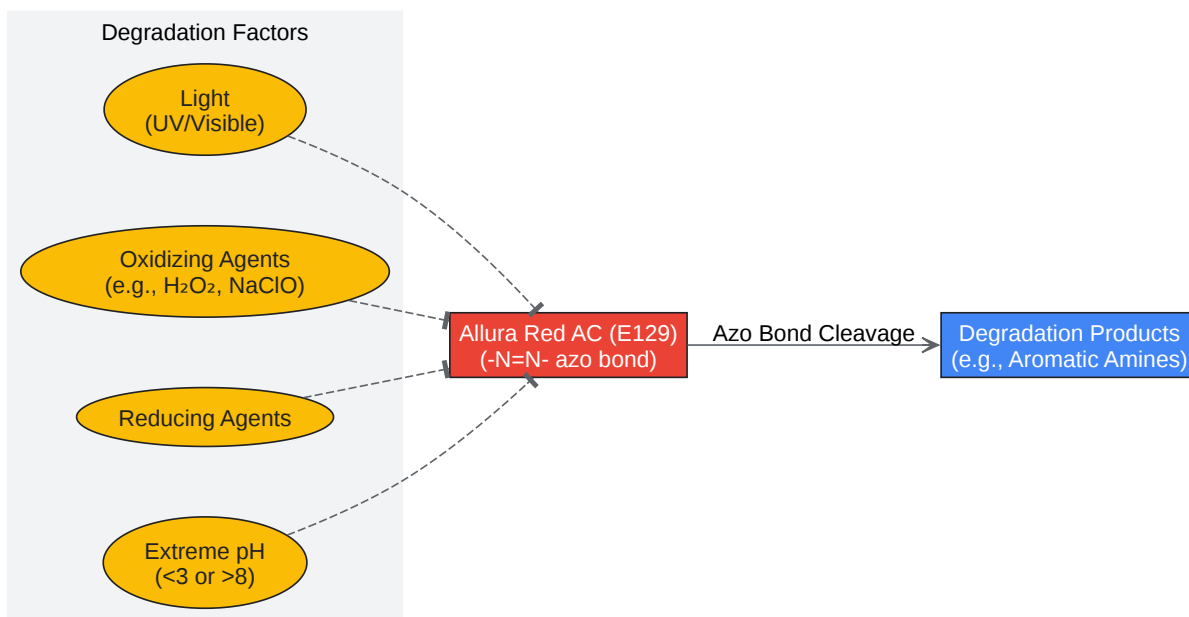 Degradation Factors
Light
(UV/Visible)
Oxidizing Agents
(e.g., H₂O₂, NaClO)
Reducing Agents
Extreme pH
(<3 or >8)
Allura Red AC (E129)
(-N=N- azo bond)
Azo Bond Cleavage
Degradation Products
(e.g., Aromatic Amines)